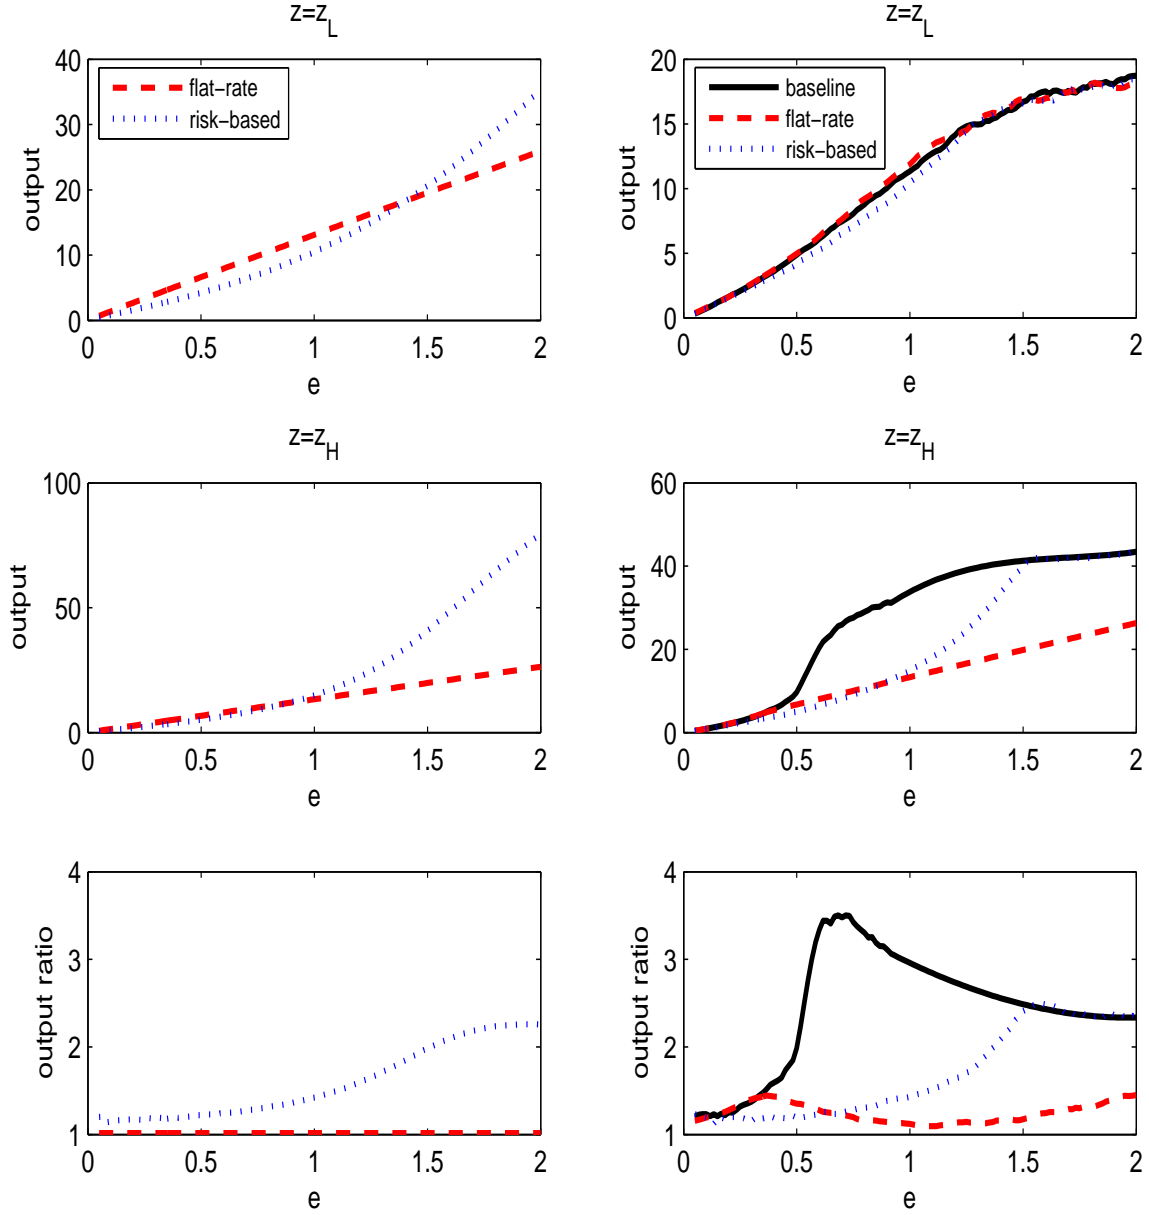 z=z_L
40
30
20
10
0
output
flat−rate
risk−based
0 0.5 1 1.5 2
e
z=z_L
20
15
10
5
0
output
baseline
flat−rate
risk−based
0 0.5 1 1.5 2
e
z=z_H
100
50
0
output
0 0.5 1 1.5 2
e
z=z_H
60
40
20
0
output
0 0.5 1 1.5 2
e
4
3
2
1
output ratio
0 0.5 1 1.5 2
e
4
3
2
1
output ratio
0 0.5 1 1.5 2
e